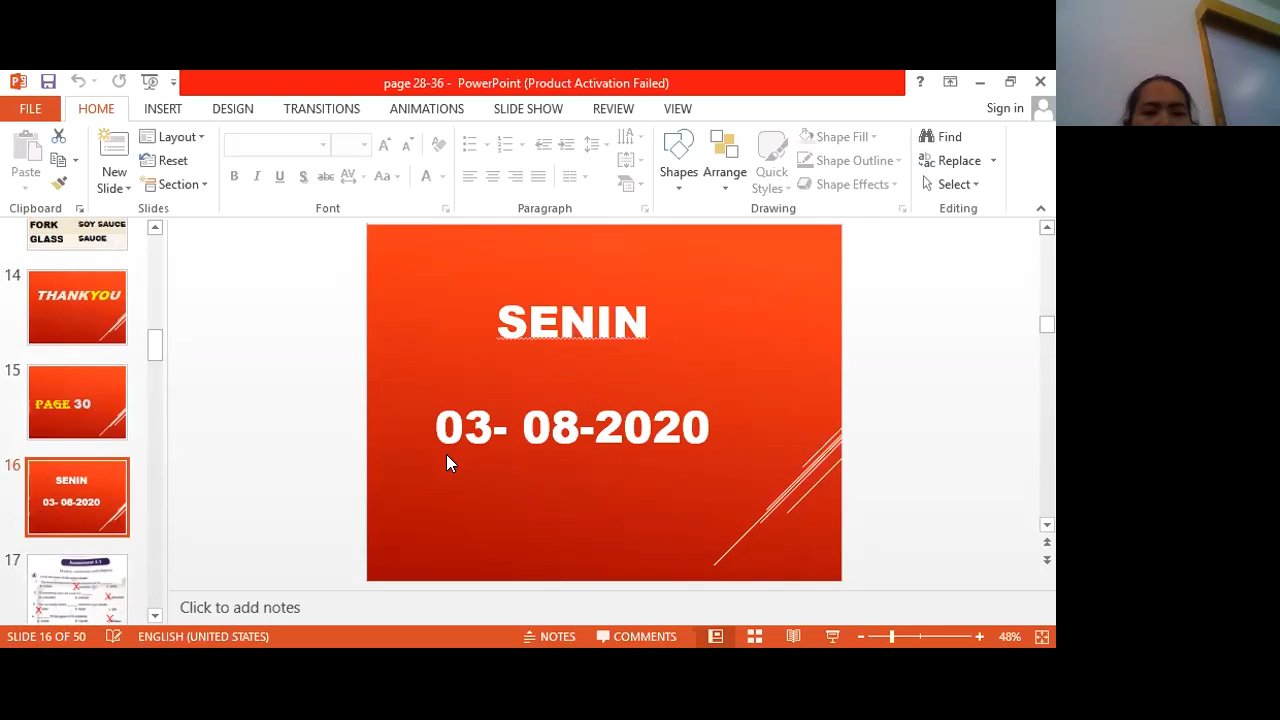 page 28-36 - PowerPoint (Product Activation Failed)
FILE HOME INSERT DESIGN TRANSITIONS ANIMATIONS SLIDE SHOW REVIEW VIEW Sign in
Paste
Clipboard
New Slide
Layout
Reset
Section
Slides
B I U S abc AV Aa A
Font
Paragraph
Shapes
Arrange
Quick Styles
Shape Fill
Shape Outline
Shape Effects
Drawing
Find
Replace
Select
Editing
FORK SOY SAUCE
GLASS SAUCE
14
THANKYOU
15
PAGE 30
16
SENIN
03- 08-2020
17
Assessment
SENIN
03- 08-2020
Click to add notes
SLIDE 16 OF 50 ENGLISH (UNITED STATES) NOTES COMMENTS 48%